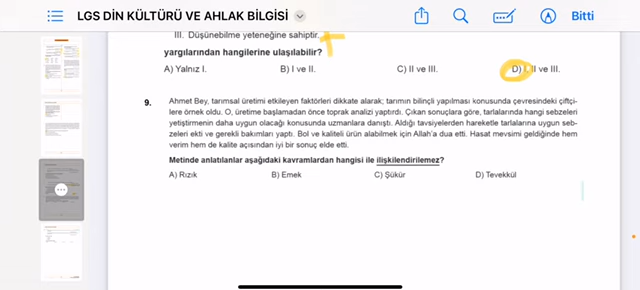 LGS DİN KÜLTÜRÜ VE AHLAK BİLGİSİ
Bitti
III. Düşünebilme yeteneğine sahiptir.
yargılarından hangilerine ulaşılabilir?
A) Yalnız I. B) I ve II. C) II ve III. D) I, II ve III.
9. Ahmet Bey, tarımsal üretimi etkileyen faktörleri dikkate alarak; tarımın bilinçli yapılması konusunda çevresindeki çiftçi-
lere örnek oldu. O, üretime başlamadan önce toprak analizi yaptırdı. Çıkan sonuçlara göre, tarlalarında hangi sebzeleri
yetiştirmenin daha uygun olacağı konusunda uzmanlara danıştı. Aldığı tavsiyelerden hareketle tarlalarına uygun seb-
zeleri ekti ve gerekli bakımları yaptı. Bol ve kaliteli ürün alabilmek için Allah'a dua etti. Hasat mevsimi geldiğinde hem
verim hem de kalite açısından iyi bir sonuç elde etti.
Metinde anlatılanlar aşağıdaki kavramlardan hangisi ile ilişkilendirilemez?
A) Rızık B) Emek C) Şükür D) Tevekkül